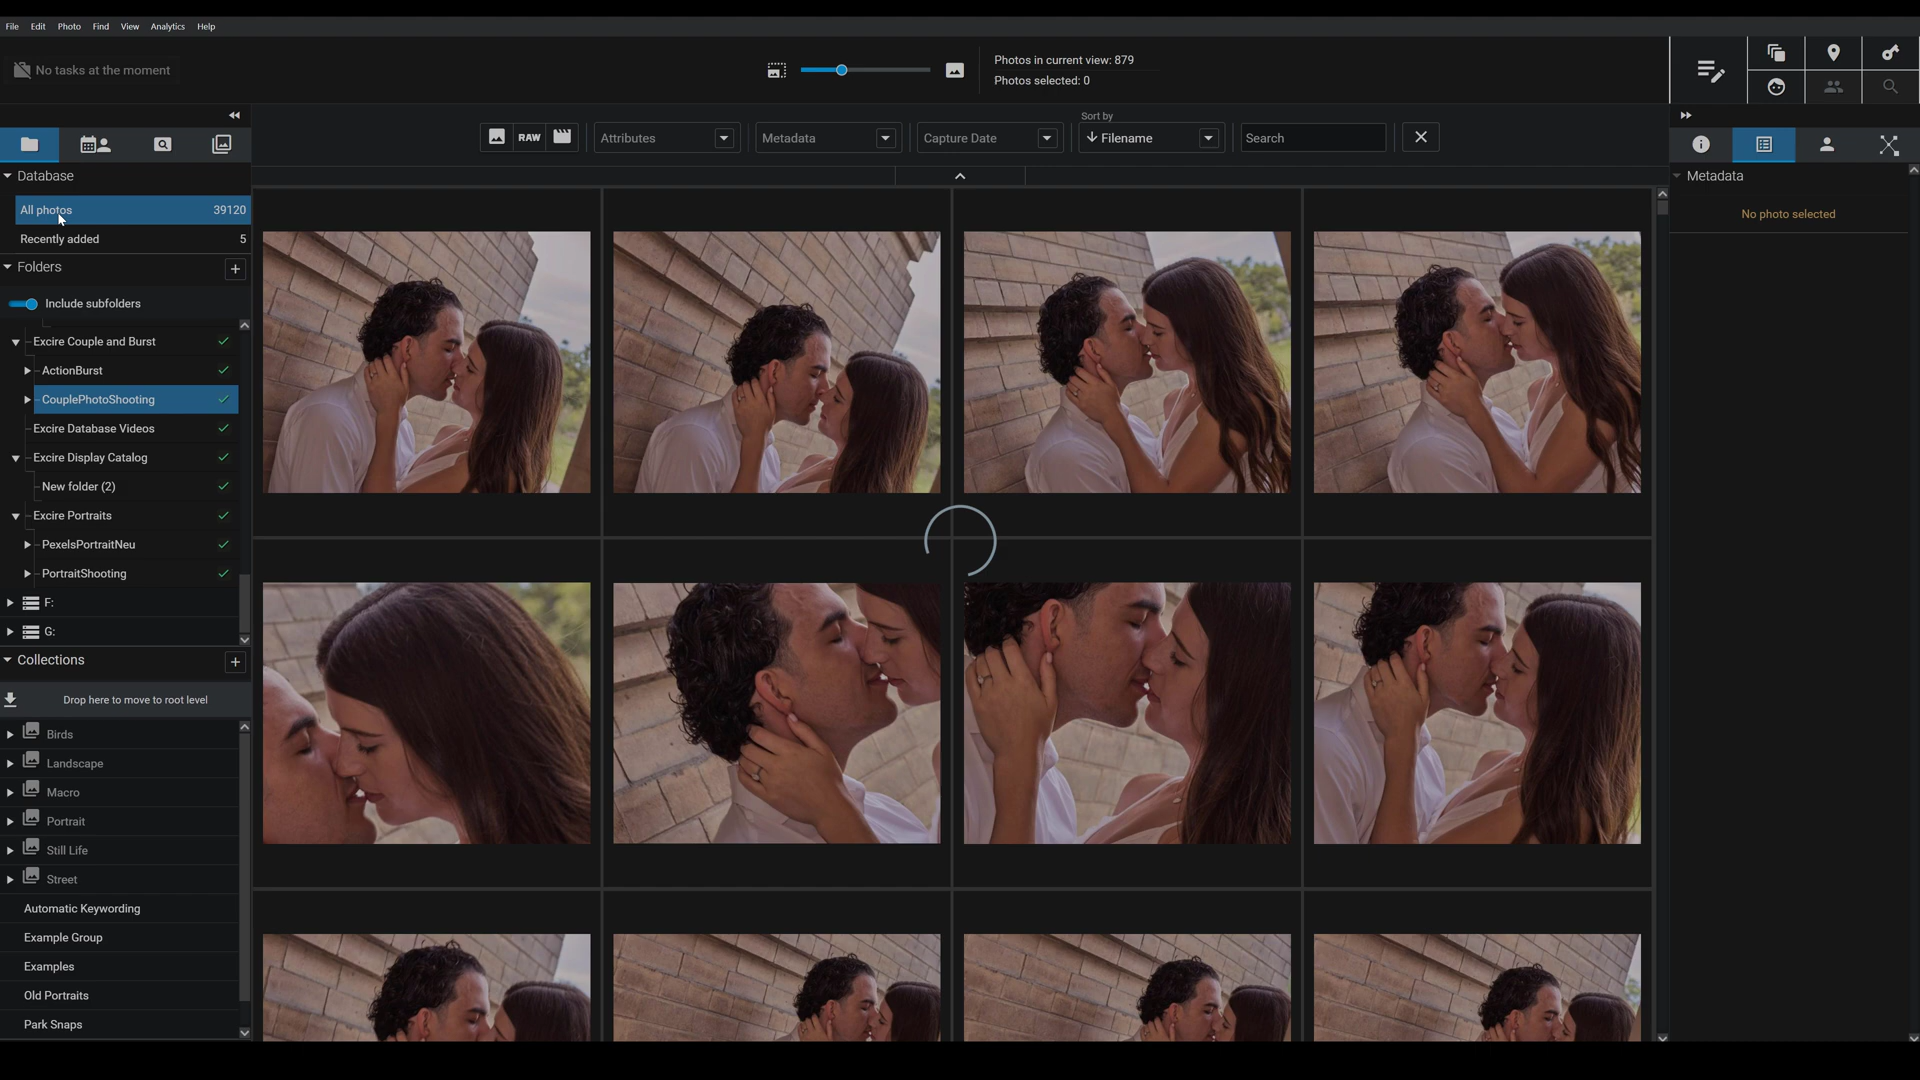 File Edit Photo Find View Analytics Help
No tasks at the moment
Photos in current view: 879
Photos selected: 0
RAW
Attributes
Metadata
Capture Date
Sort by
Filename
Search
Database
All photos 39120
Recently added 5
Folders
Include subfolders
Excire Couple and Burst
ActionBurst
CouplePhotoShooting
Excire Database Videos
Excire Display Catalog
New folder (2)
Excire Portraits
PexelsPortraitNeu
PortraitShooting
F:
G:
Collections
Drop here to move to root level
Birds
Landscape
Macro
Portrait
Still Life
Street
Automatic Keywording
Example Group
Examples
Old Portraits
Park Snaps
Metadata
No photo selected